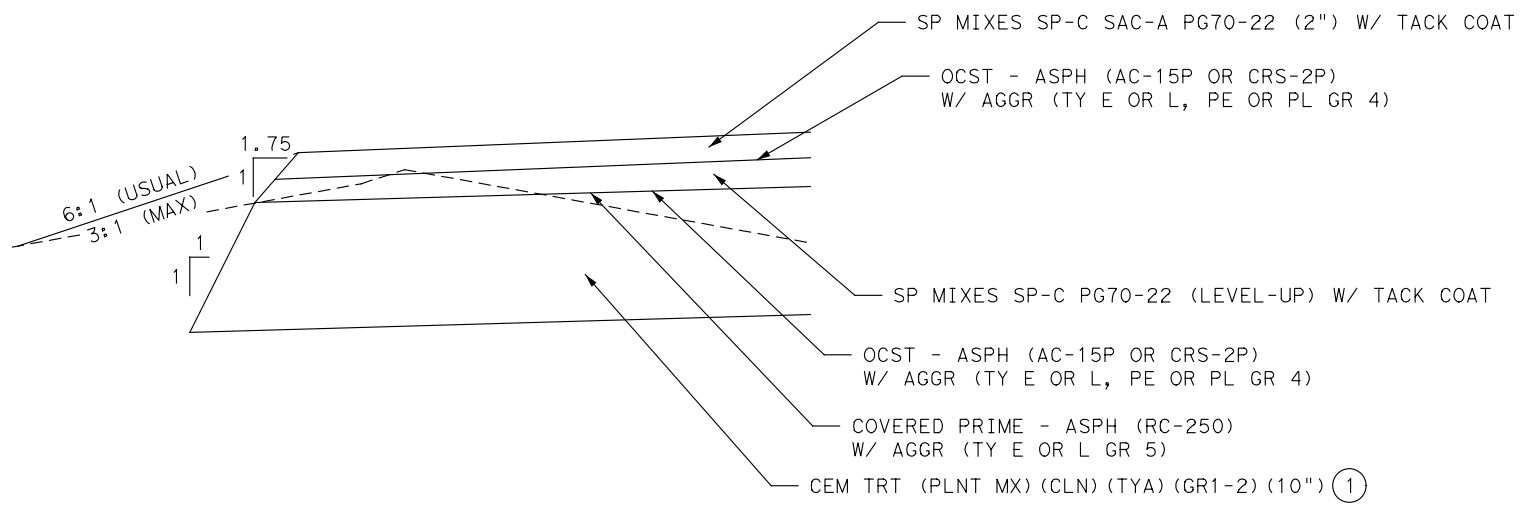 SP MIXES SP-C SAC-A PG70-22 (2") W/ TACK COAT
OCST - ASPH (AC-15P OR CRS-2P)
W/ AGGR (TY E OR L, PE OR PL GR 4)
1.75
1
6:1 (USUAL)
3:1 (MAX)
1
1
SP MIXES SP-C PG70-22 (LEVEL-UP) W/ TACK COAT
OCST - ASPH (AC-15P OR CRS-2P)
W/ AGGR (TY E OR L, PE OR PL GR 4)
COVERED PRIME - ASPH (RC-250)
W/ AGGR (TY E OR L GR 5)
CEM TRT (PLNT MX)(CLN)(TYA)(GR1-2)(10") 1